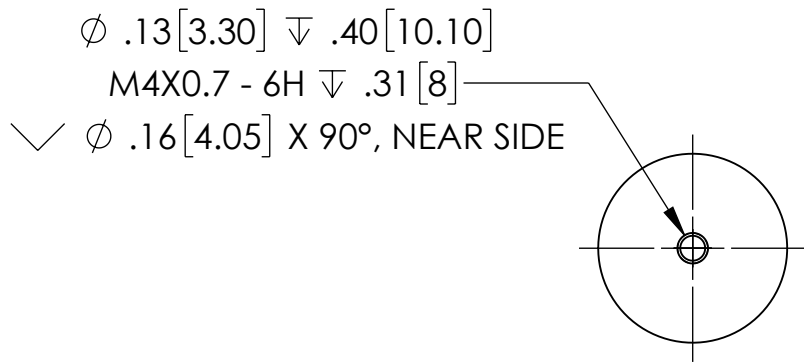 ⌀ .13[3.30] ↧ .40[10.10]
M4X0.7 - 6H ↧ .31[8]
⌵ ⌀ .16[4.05] X 90°, NEAR SIDE